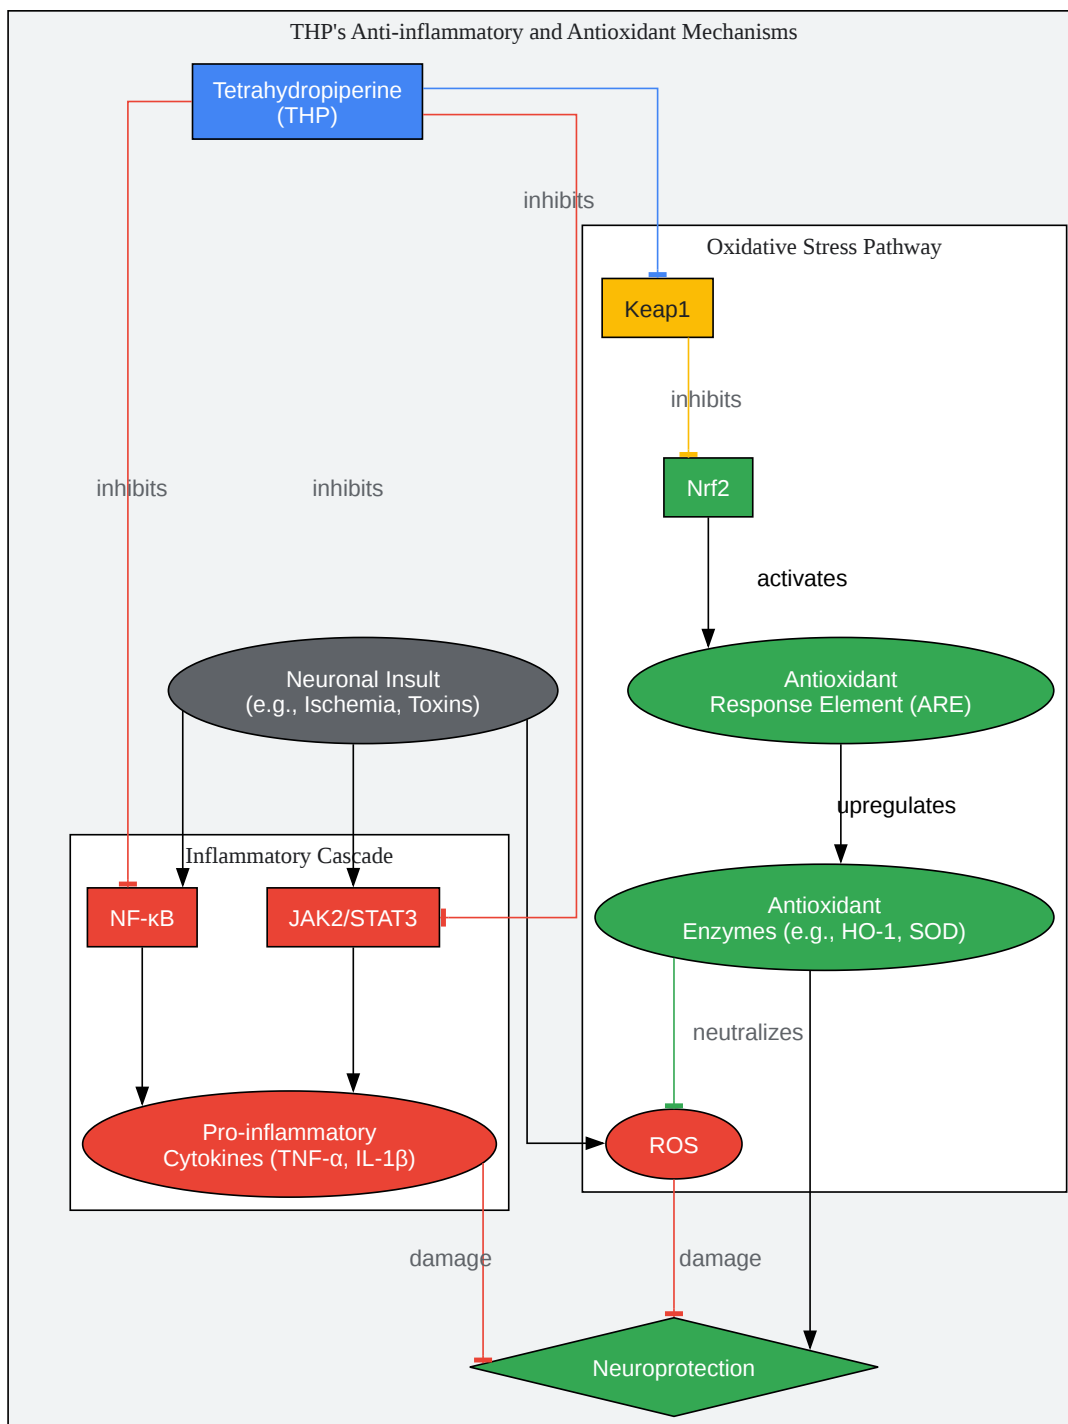 THP's Anti-inflammatory and Antioxidant Mechanisms
Tetrahydropiperine
(THP)
inhibits
Oxidative Stress Pathway
Keap1
inhibits
inhibits
inhibits
Nrf2
activates
Neuronal Insult
(e.g., Ischemia, Toxins)
Antioxidant
Response Element (ARE)
upregulates
Inflammatory Cascade
NF-κB
JAK2/STAT3
Antioxidant
Enzymes (e.g., HO-1, SOD)
neutralizes
Pro-inflammatory
Cytokines (TNF-α, IL-1β)
ROS
damage
damage
Neuroprotection